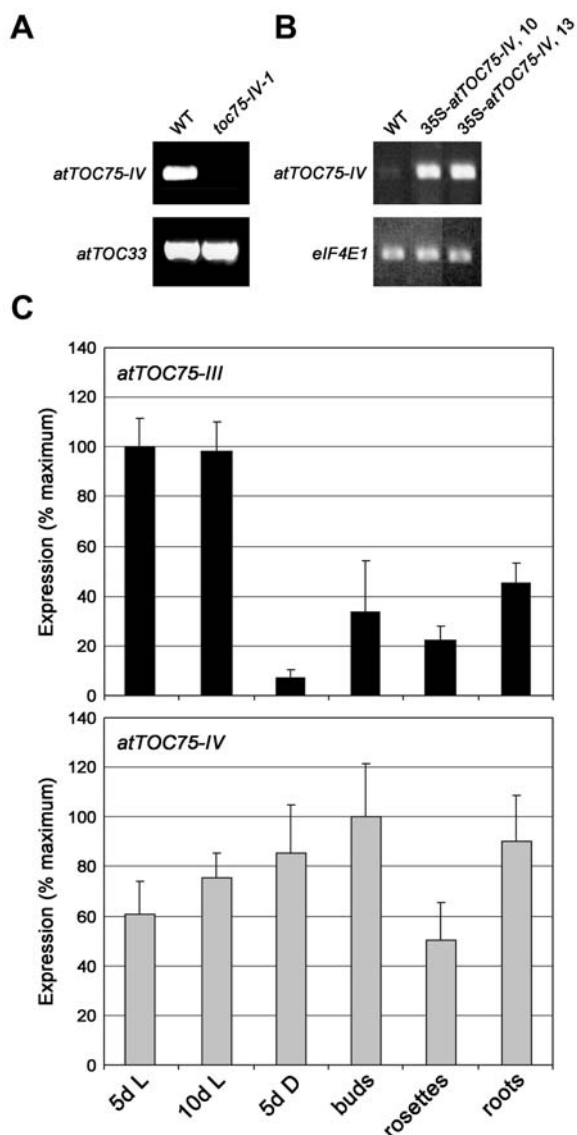 A
B
WT
toc75-IV-1
WT
35S-atTOC75-IV, 10
35S-atTOC75-IV, 13
atTOC75-IV
atTOC33
atTOC75-IV
eIF4E1
C
atTOC75-III
Expression (% maximum)
140
120
100
80
60
40
20
0
atTOC75-IV
Expression (% maximum)
140
120
100
80
60
40
20
0
5d L
10d L
5d D
buds
rosettes
roots